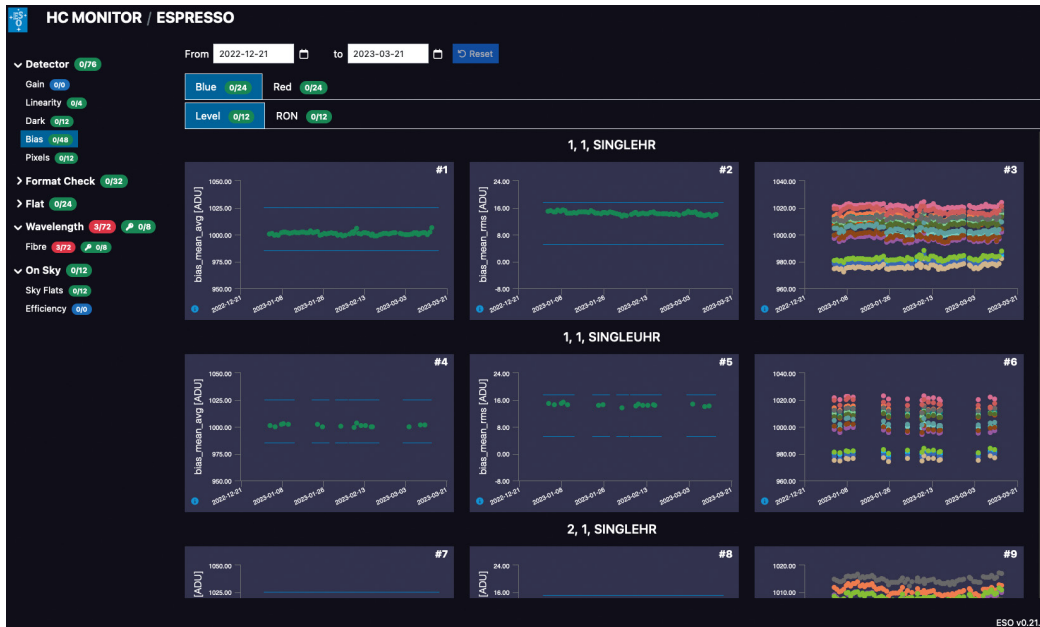 ES
O
HC MONITOR / ESPRESSO
From 2022-12-21 to 2023-03-21 Reset
Detector 0/76
Gain 0/0
Linearity 0/4
Dark 0/12
Bias 0/48
Pixels 0/12
Format Check 0/32
Flat 0/24
Wavelength 3/72 0/8
Fibre 3/72 0/8
On Sky 0/12
Sky Flats 0/12
Efficiency 0/0
Blue 0/24 Red 0/24
Level 0/12 RON 0/12
1, 1, SINGLEHR
#1
bias_mean_avg [ADU]
1050.00
1025.00
1000.00
975.00
950.00
2022-12-21 2023-01-08 2023-01-26 2023-02-13 2023-03-03 2023-03-21
#2
bias_mean_rms [ADU]
24.00
16.00
8.00
0.00
-8.00
2022-12-21 2023-01-08 2023-01-26 2023-02-13 2023-03-03 2023-03-21
#3
1040.00
1020.00
1000.00
980.00
960.00
2022-12-21 2023-01-08 2023-01-26 2023-02-13 2023-03-03 2023-03-21
1, 1, SINGLEUHR
#4
bias_mean_avg [ADU]
1050.00
1025.00
1000.00
975.00
950.00
2022-12-21 2023-01-08 2023-01-26 2023-02-13 2023-03-03 2023-03-21
#5
bias_mean_rms [ADU]
24.00
16.00
8.00
0.00
-8.00
2022-12-21 2023-01-08 2023-01-26 2023-02-13 2023-03-03 2023-03-21
#6
1040.00
1020.00
1000.00
980.00
960.00
2022-12-21 2023-01-08 2023-01-26 2023-02-13 2023-03-03 2023-03-21
2, 1, SINGLEHR
#7
[ADU]
1050.00
1025.00
#8
[ADU]
24.00
16.00
#9
1020.00
1010.00
ESO v0.21.